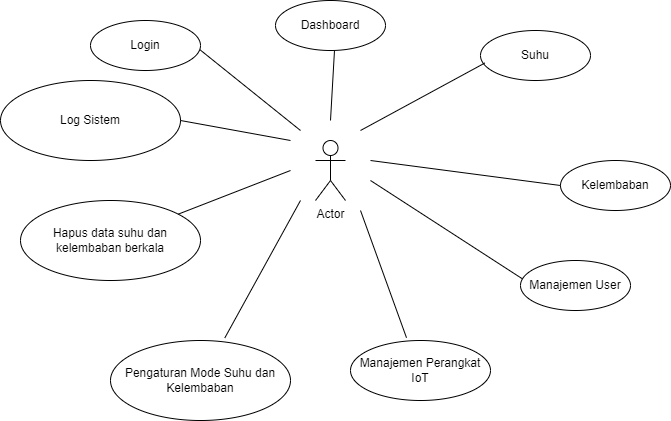 Dashboard
Login
Suhu
Log Sistem
Kelembaban
Actor
Hapus data suhu dan
kelembaban berkala
Manajemen User
Pengaturan Mode Suhu dan
Kelembaban
Manajemen Perangkat
IoT